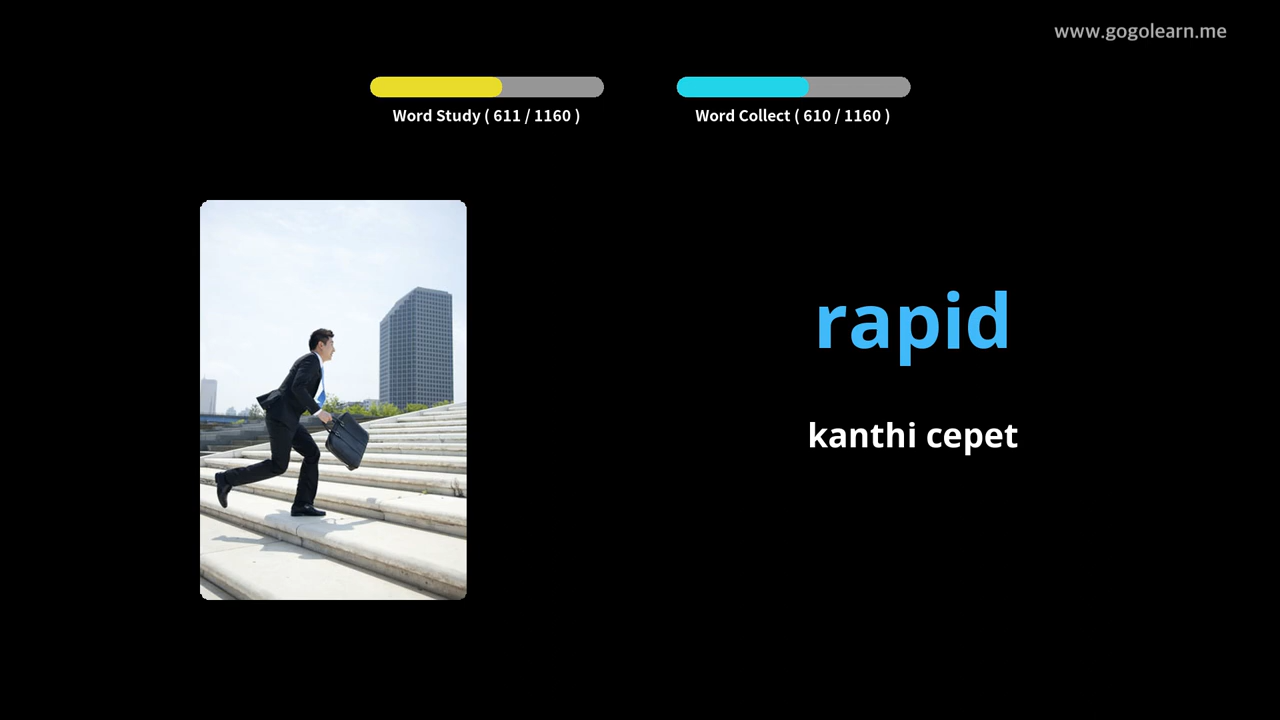 www.gogolearn.me
Word Study ( 611 / 1160 )
Word Collect ( 610 / 1160 )
rapid
kanthi cepet